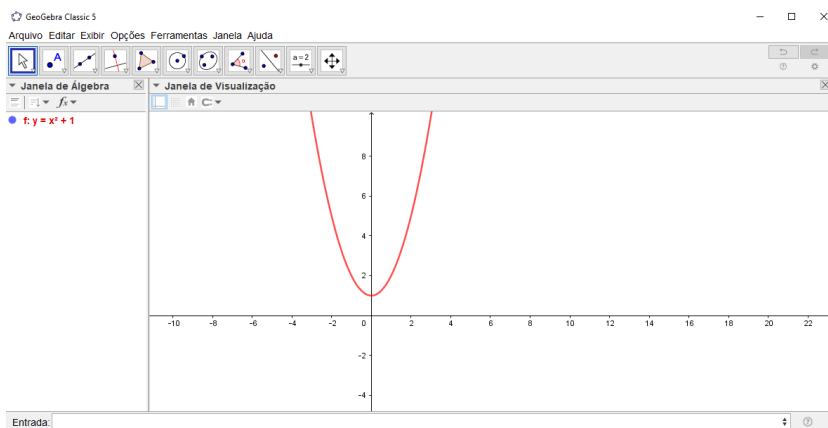 GeoGebra Classic 5
Arquivo Editar Exibir Opções Ferramentas Janela Ajuda
A
a=2
Janela de Álgebra
Janela de Visualização
fx
f: y = x² + 1
8
6
4
2
-10 -8 -6 -4 -2 0 2 4 6 8 10 12 14 16 18 20 22
-2
-4
Entrada: